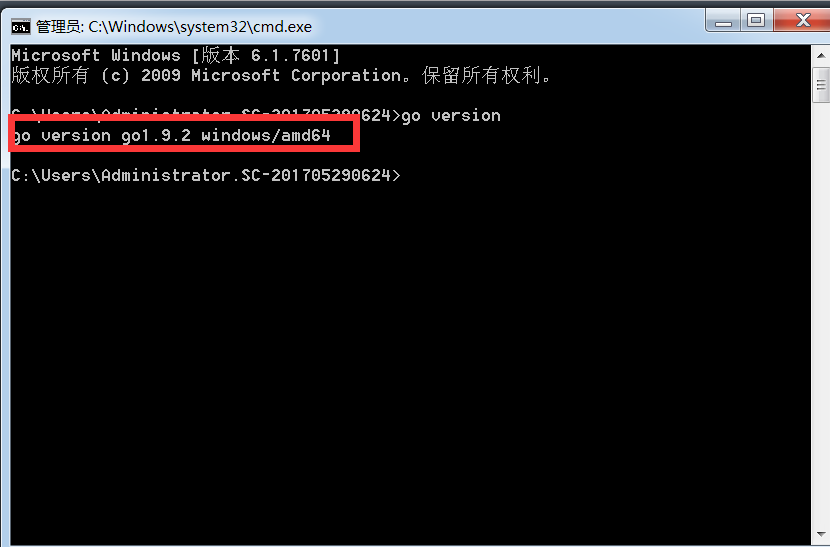 管理员: C:\Windows\system32\cmd.exe
Microsoft Windows [版本 6.1.7601]
版权所有 (c) 2009 Microsoft Corporation。保留所有权利。
C:\Users\Administrator.SC-201705290624>go version
go version go1.9.2 windows/amd64
C:\Users\Administrator.SC-201705290624>